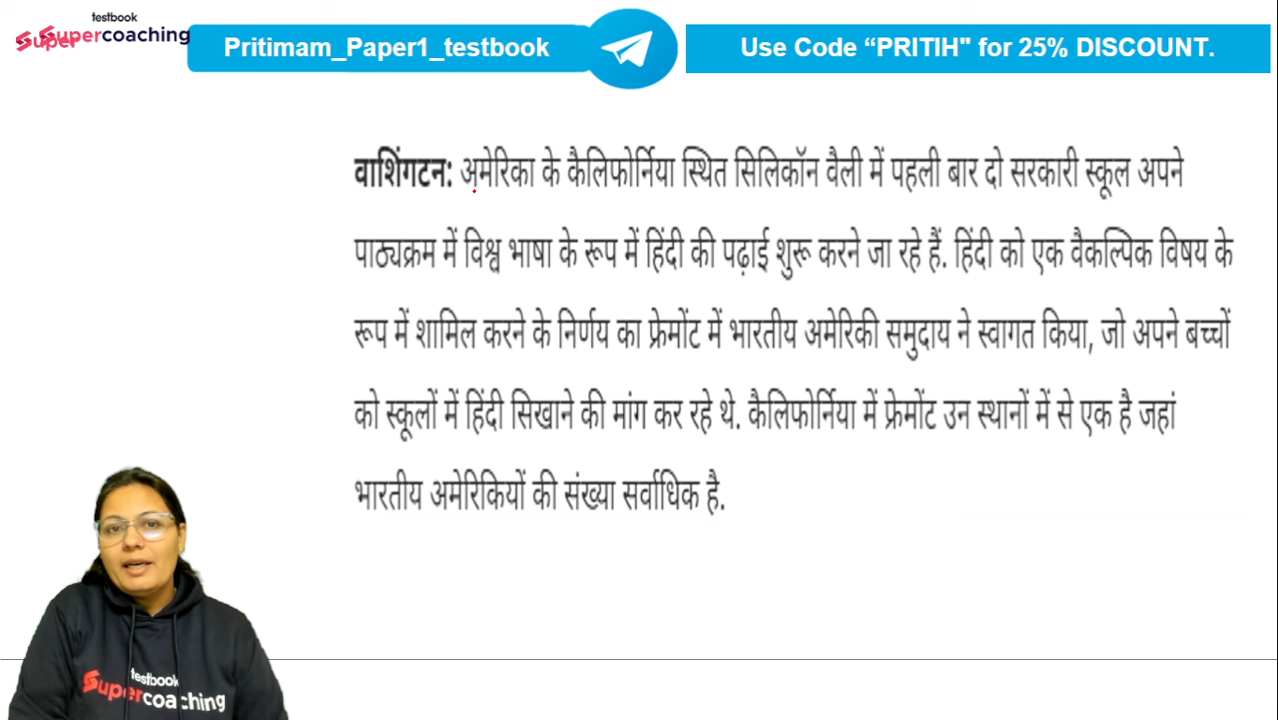 testbook
Supercoaching
Super
Pritimam_Paper1_testbook
Use Code “PRITIH" for 25% DISCOUNT.
वाशिंगटन: अमेरिका के कैलिफोर्निया स्थित सिलिकॉन वैली में पहली बार दो सरकारी स्कूल अपने
पाठ्यक्रम में विश्व भाषा के रूप में हिंदी की पढ़ाई शुरू करने जा रहे हैं. हिंदी को एक वैकल्पिक विषय के
रूप में शामिल करने के निर्णय का फ्रेमोंट में भारतीय अमेरिकी समुदाय ने स्वागत किया, जो अपने बच्चों
को स्कूलों में हिंदी सिखाने की मांग कर रहे थे. कैलिफोर्निया में फ्रेमोंट उन स्थानों में से एक है जहां
भारतीय अमेरिकियों की संख्या सर्वाधिक है.
testbook
Supercoaching